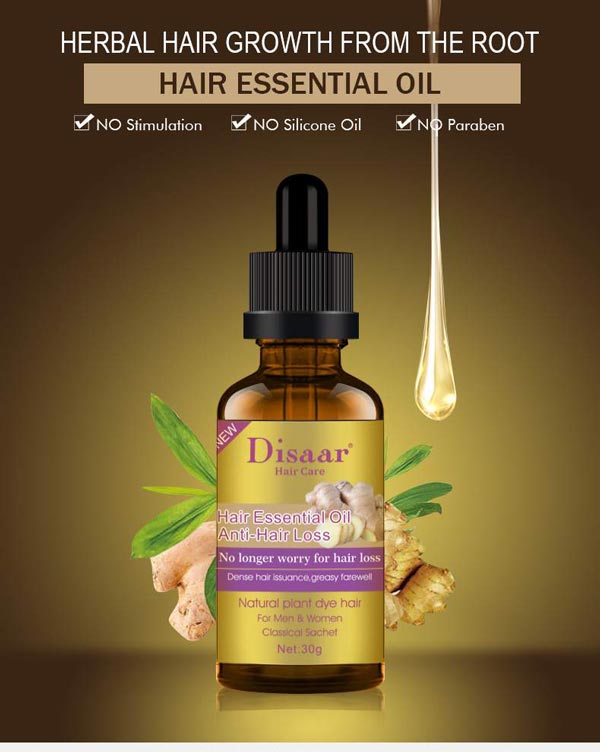 HERBAL HAIR GROWTH FROM THE ROOT
HAIR ESSENTIAL OIL
NO Stimulation NO Silicone Oil NO Paraben
NEW
Disaar®
Hair Care
Hair Essential Oil
Anti-Hair Loss
No longer worry for hair loss
Dense hair issuance,greasy farewell
Natural plant dye hair
For Men & Women
Classical Sachet
Net:30g